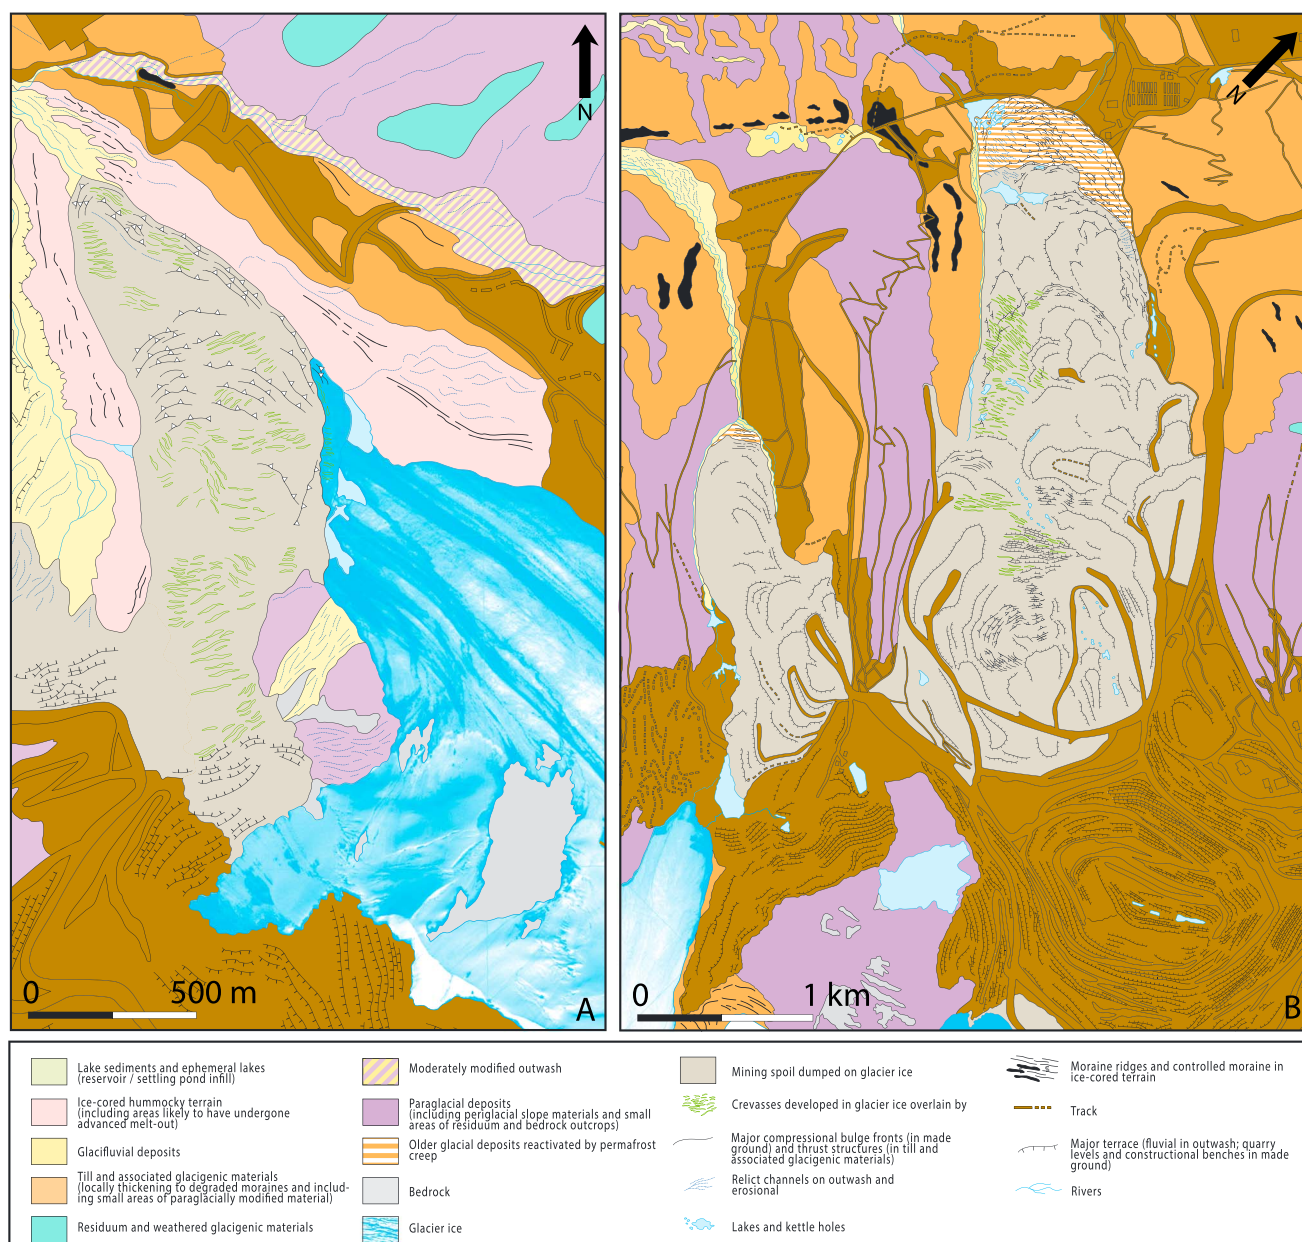 N
0
500 m
A
N
0
1 km
B
Lake sediments and ephemeral lakes
(reservoir / settling pond infill)
Ice-cored hummocky terrain
(including areas likely to have undergone
advanced melt-out)
Glacifluvial deposits
Till and associated glacigenic materials
(locally thickening to degraded moraines and includ-
ing small areas of paraglacially modified material)
Residuum and weathered glacigenic materials
Moderately modified outwash
Paraglacial deposits
(including periglacial slope materials and small
areas of residuum and bedrock outcrops)
Older glacial deposits reactivated by permafrost
creep
Bedrock
Glacier ice
Mining spoil dumped on glacier ice
Crevasses developed in glacier ice overlain by
Major compressional bulge fronts (in made
ground) and thrust structures (in till and
associated glacigenic materials)
Relict channels on outwash and
erosional
Lakes and kettle holes
Moraine ridges and controlled moraine in
ice-cored terrain
Track
Major terrace (fluvial in outwash; quarry
levels and constructional benches in made
ground)
Rivers